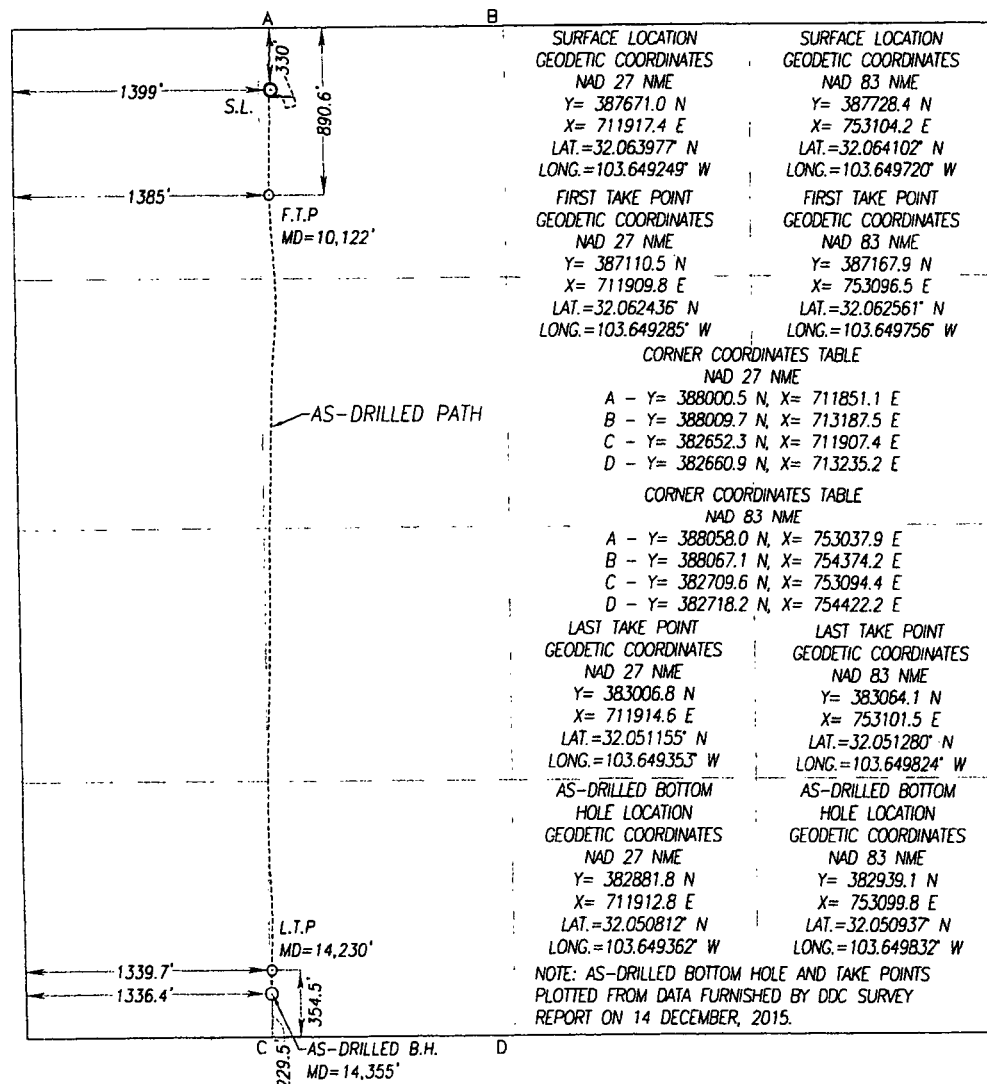 A
B
330'
1399'
S.L.
890.6'
1385'
F.T.P
MD=10,122'
AS-DRILLED PATH
L.T.P
MD=14,230'
1339.7'
1336.4'
354.5'
C
D
229.5'
AS-DRILLED B.H.
MD=14,355'
SURFACE LOCATION
GEODETIC COORDINATES
NAD 27 NME
Y= 387671.0 N
X= 711917.4 E
LAT.=32.063977° N
LONG.=103.649249° W
SURFACE LOCATION
GEODETIC COORDINATES
NAD 83 NME
Y= 387728.4 N
X= 753104.2 E
LAT.=32.064102° N
LONG.=103.649720° W
FIRST TAKE POINT
GEODETIC COORDINATES
NAD 27 NME
Y= 387110.5 N
X= 711909.8 E
LAT.=32.062436° N
LONG.=103.649285° W
FIRST TAKE POINT
GEODETIC COORDINATES
NAD 83 NME
Y= 387167.9 N
X= 753096.5 E
LAT.=32.062561° N
LONG.=103.649756° W
CORNER COORDINATES TABLE
NAD 27 NME
A - Y= 388000.5 N, X= 711851.1 E
B - Y= 388009.7 N, X= 713187.5 E
C - Y= 382652.3 N, X= 711907.4 E
D - Y= 382660.9 N, X= 713235.2 E
CORNER COORDINATES TABLE
NAD 83 NME
A - Y= 388058.0 N, X= 753037.9 E
B - Y= 388067.1 N, X= 754374.2 E
C - Y= 382709.6 N, X= 753094.4 E
D - Y= 382718.2 N, X= 754422.2 E
LAST TAKE POINT
GEODETIC COORDINATES
NAD 27 NME
Y= 383006.8 N
X= 711914.6 E
LAT.=32.051155° N
LONG.=103.649353° W
LAST TAKE POINT
GEODETIC COORDINATES
NAD 83 NME
Y= 383064.1 N
X= 753101.5 E
LAT.=32.051280° N
LONG.=103.649824° W
AS-DRILLED BOTTOM
HOLE LOCATION
GEODETIC COORDINATES
NAD 27 NME
Y= 382881.8 N
X= 711912.8 E
LAT.=32.050812° N
LONG.=103.649362° W
AS-DRILLED BOTTOM
HOLE LOCATION
GEODETIC COORDINATES
NAD 83 NME
Y= 382939.1 N
X= 753099.8 E
LAT.=32.050937° N
LONG.=103.649832° W
NOTE: AS-DRILLED BOTTOM HOLE AND TAKE POINTS
PLOTTED FROM DATA FURNISHED BY DDC SURVEY
REPORT ON 14 DECEMBER, 2015.